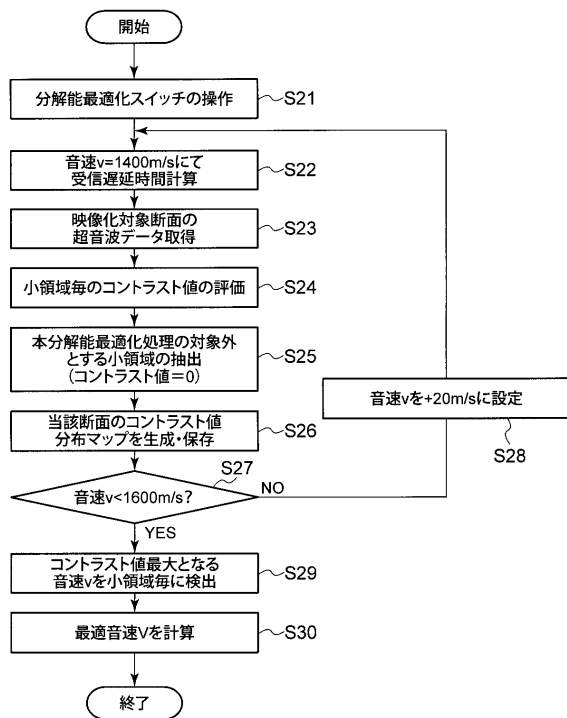 開始
分解能最適化スイッチの操作
S21
音速v=1400m/sにて
受信遅延時間計算
S22
映像化対象断面の
超音波データ取得
S23
小領域毎のコントラスト値の評価
S24
本分解能最適化処理の対象外
とする小領域の抽出
(コントラスト値=0)
S25
当該断面のコントラスト値
分布マップを生成・保存
S26
音速v<1600m/s?
S27
NO
音速vを+20m/sに設定
S28
YES
コントラスト値最大となる
音速vを小領域毎に検出
S29
最適音速Vを計算
S30
終了